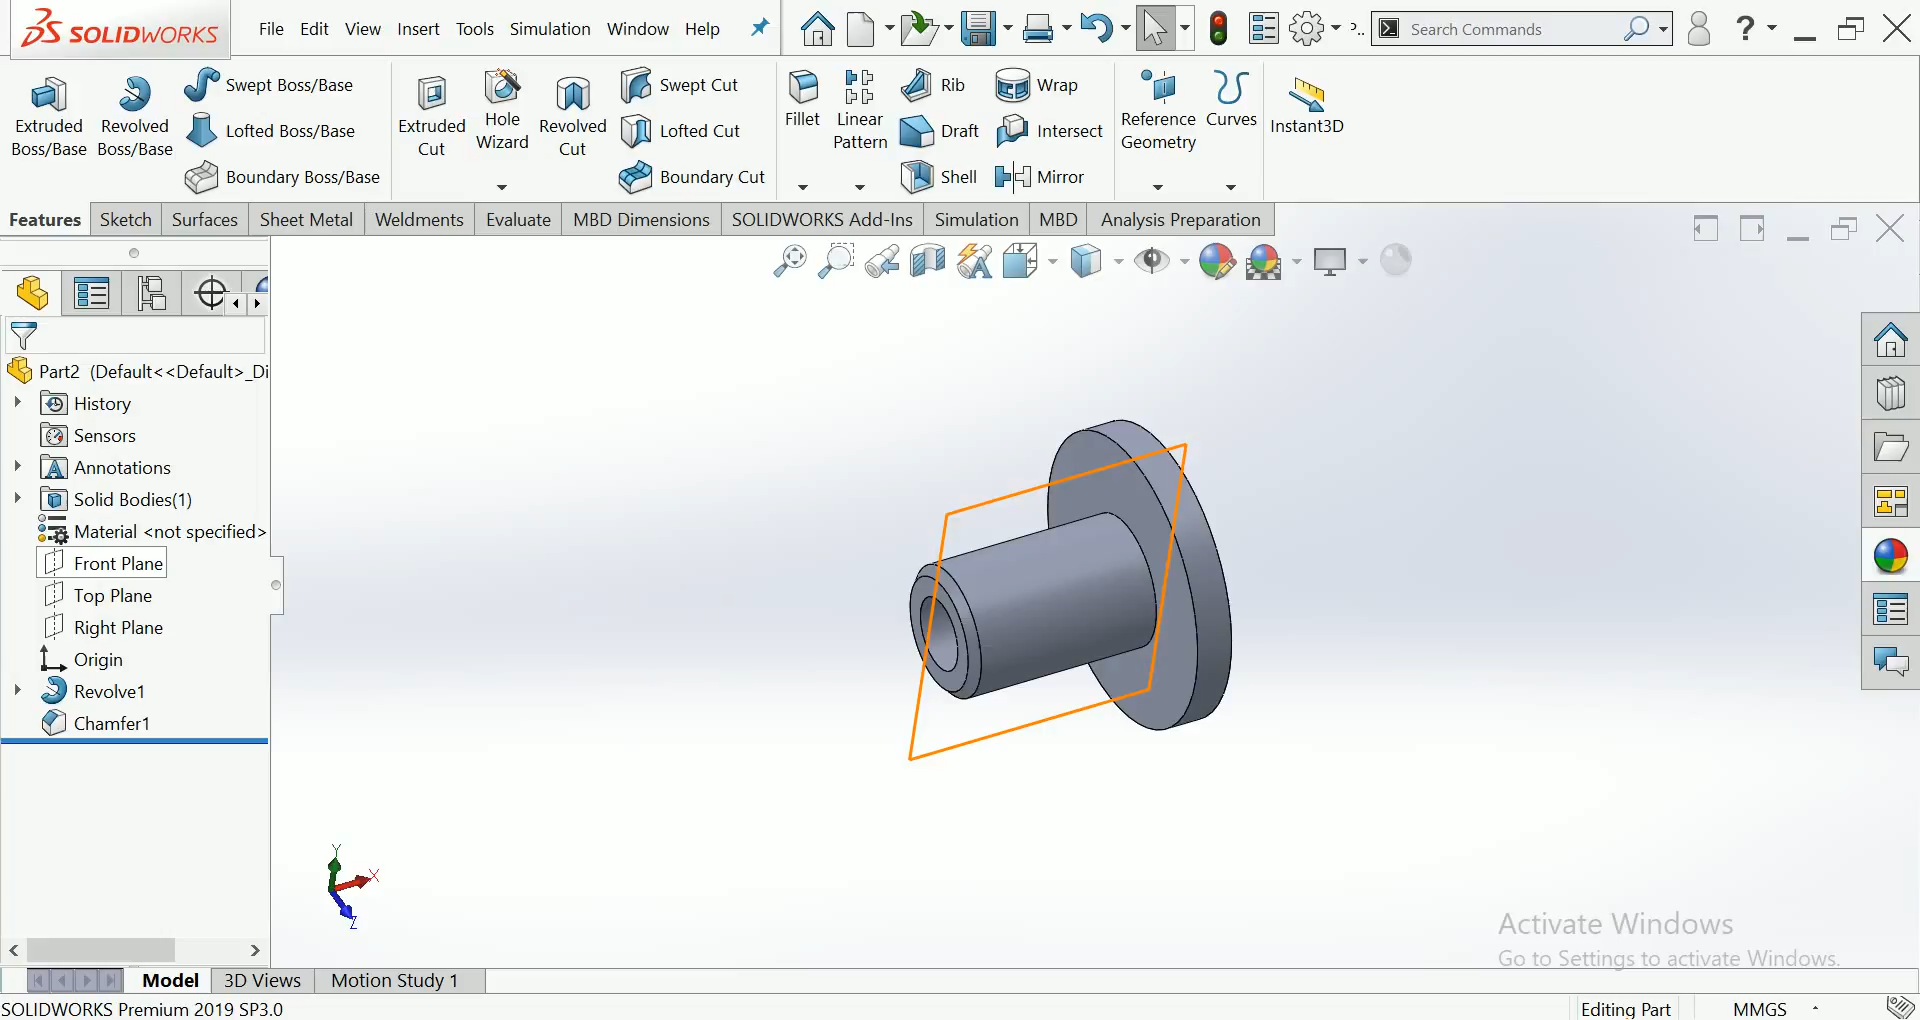 SOLIDWORKS
File Edit View Insert Tools Simulation Window Help
Search Commands
?
Extruded Boss/Base
Revolved Boss/Base
Swept Boss/Base
Lofted Boss/Base
Boundary Boss/Base
Extruded Cut
Hole Wizard
Revolved Cut
Swept Cut
Lofted Cut
Boundary Cut
Fillet
Linear Pattern
Rib
Draft
Shell
Wrap
Intersect
Mirror
Reference Geometry
Curves
Instant3D
Features Sketch Surfaces Sheet Metal Weldments Evaluate MBD Dimensions SOLIDWORKS Add-Ins Simulation MBD Analysis Preparation
Part2 (Default<<Default>_Di
History
Sensors
Annotations
Solid Bodies(1)
Material <not specified>
Front Plane
Top Plane
Right Plane
Origin
Revolve1
Chamfer1
Y
X
Z
Activate Windows
Go to Settings to activate Windows.
Model 3D Views Motion Study 1
SOLIDWORKS Premium 2019 SP3.0
Editing Part MMGS